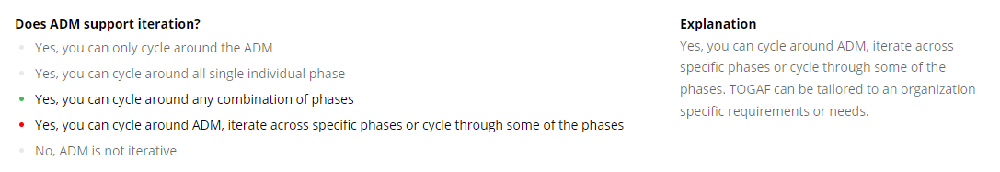 Does ADM support iteration?
Yes, you can only cycle around the ADM
Yes, you can cycle around all single individual phase
Yes, you can cycle around any combination of phases
Yes, you can cycle around ADM, iterate across specific phases or cycle through some of the phases
No, ADM is not iterative
Explanation
Yes, you can cycle around ADM, iterate across
specific phases or cycle through some of the
phases. TOGAF can be tailored to an organization
specific requirements or needs.